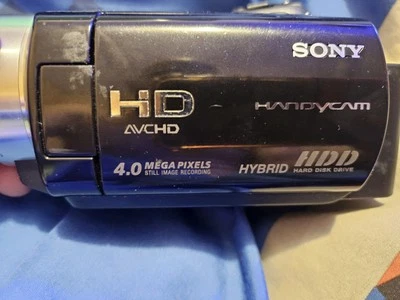 SONY
HD
AVCHD
HANDYCAM
4.0 MEGA PIXELS
STILL IMAGE RECORDING
HYBRID HDD
HARD DISK DRIVE